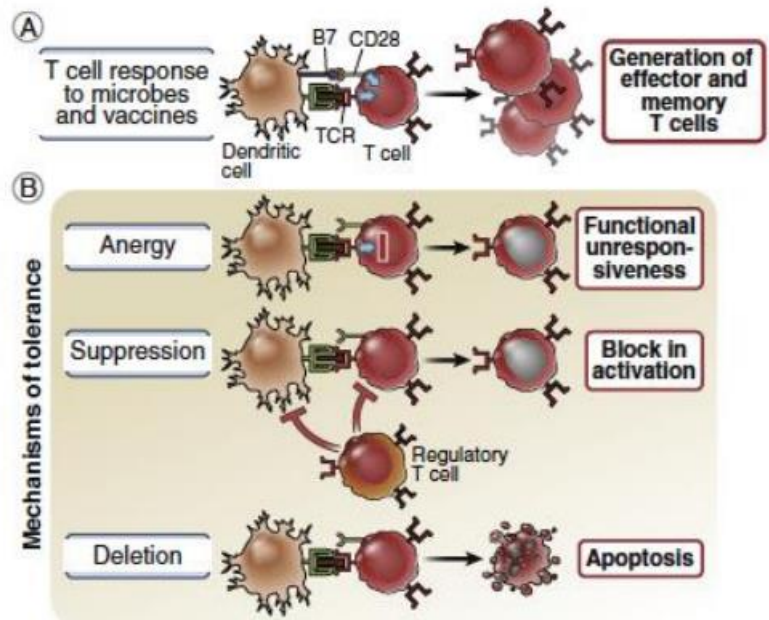 A
T cell response
to microbes
and vaccines
B7
CD28
TCR
Dendritic
cell
T cell
Generation of
effector and
memory
T cells
B
Mechanisms of tolerance
Anergy
Functional
unrespon-
siveness
Suppression
Block in
activation
Regulatory
T cell
Deletion
Apoptosis